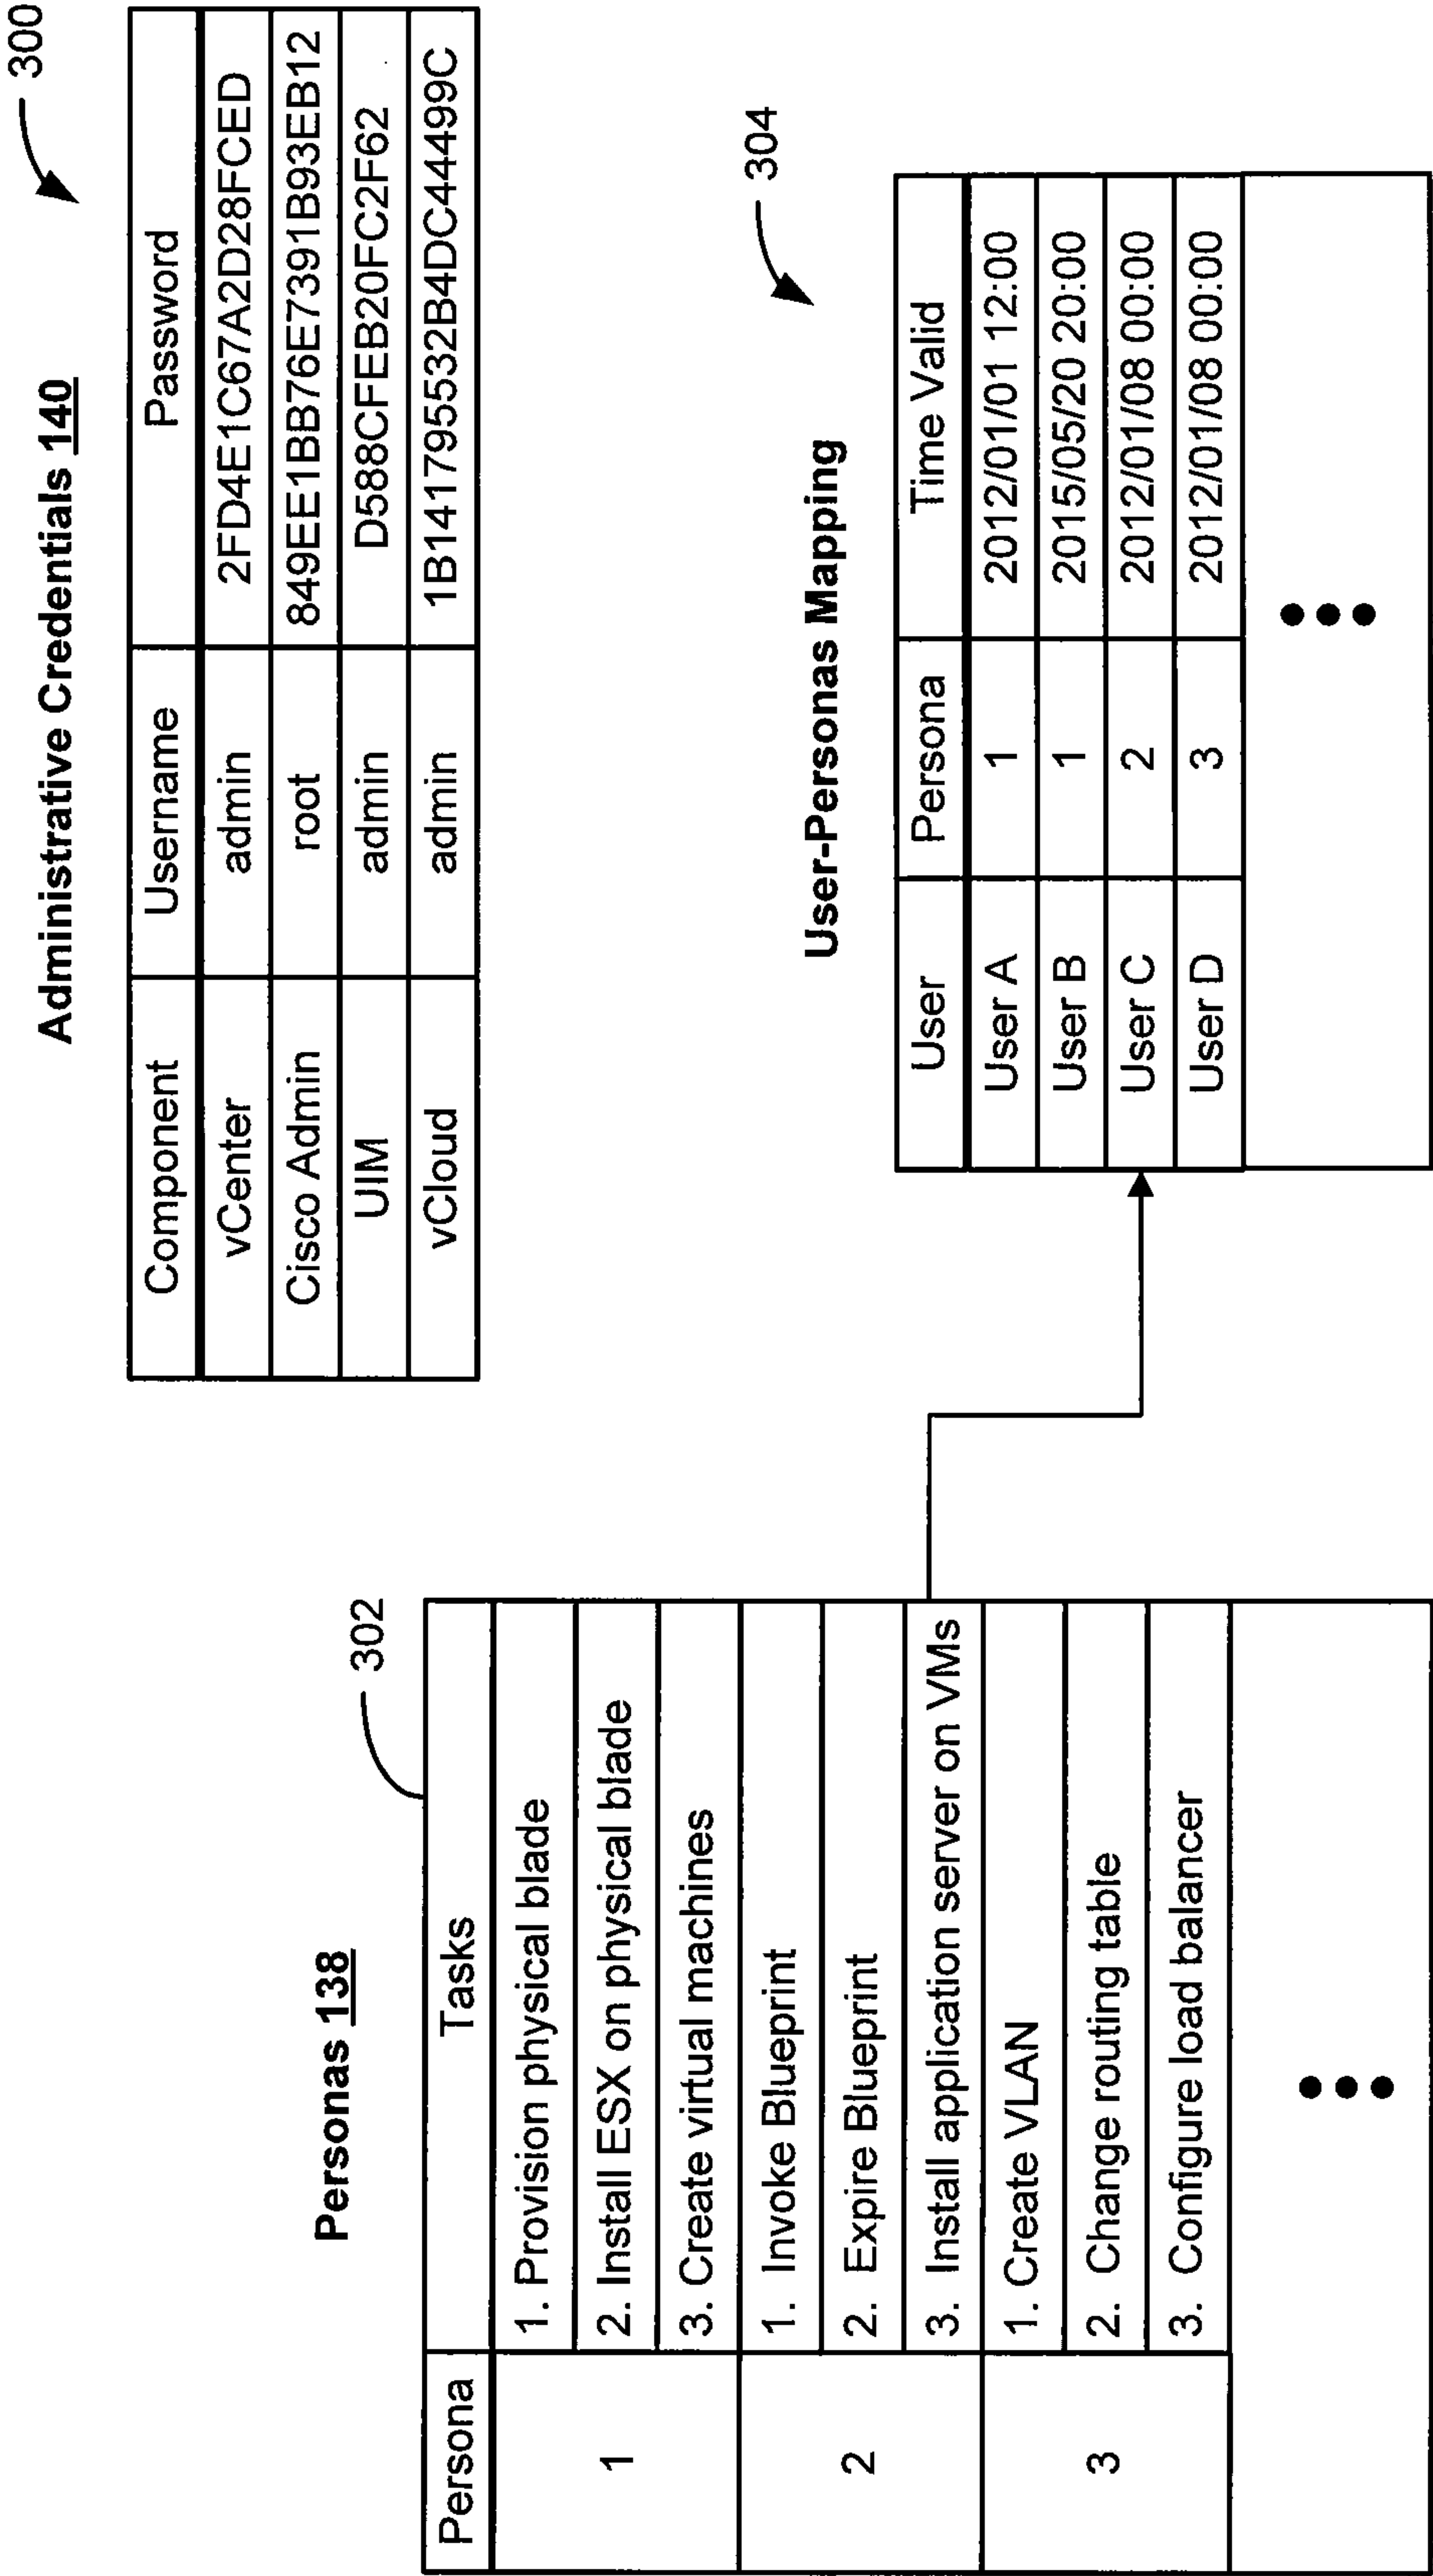 Personas 138
302
Persona Tasks
1 1. Provision physical blade
2. Install ESX on physical blade
3. Create virtual machines
2 1. Invoke Blueprint
2. Expire Blueprint
3. Install application server on VMs
3 1. Create VLAN
2. Change routing table
3. Configure load balancer
Administrative Credentials 140
300
Component Username Password
vCenter admin 2FD4E1C67A2D28FCED
Cisco Admin root 849EE1BB76E7391B93EB12
UIM admin D588CFEB20FC2F62
vCloud admin 1B141795532B4DC44499C
User-Personas Mapping
304
User Persona Time Valid
User A 1 2012/01/01 12:00
User B 1 2015/05/20 20:00
User C 2 2012/01/08 00:00
User D 3 2012/01/08 00:00